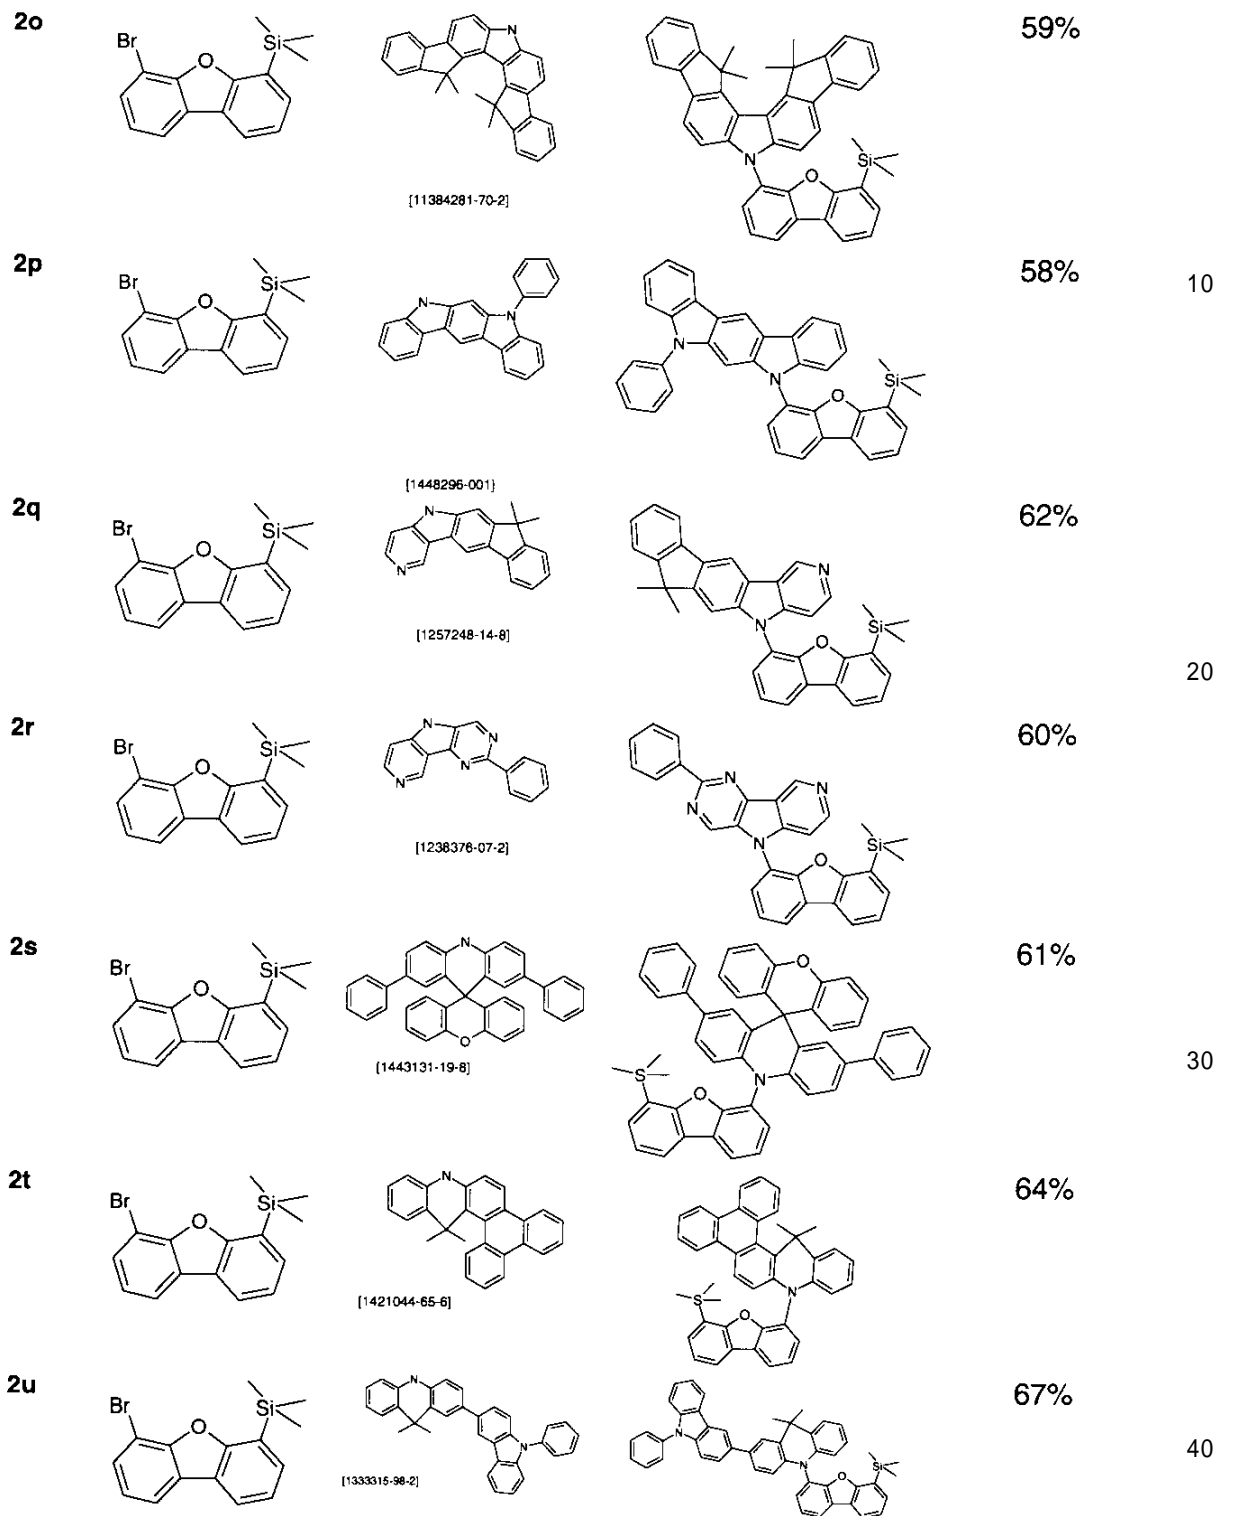 2o
59%
Br
O
Si
N
[11384281-70-2]
N
O
Si
2p
58%
10
Br
O
Si
N
N
N
N
O
Si
[1448296-001]
2q
62%
Br
O
Si
N
N
[1257248-14-8]
N
N
O
Si
20
2r
60%
Br
O
Si
N
N
N
N
[1238376-07-2]
N
N
N
N
O
Si
2s
61%
Br
O
Si
N
O
[1443131-19-8]
O
N
S
O
30
2t
64%
Br
O
Si
N
[1421044-65-6]
N
S
O
2u
67%
Br
O
Si
N
N
[1333315-98-2]
N
N
O
Si
40